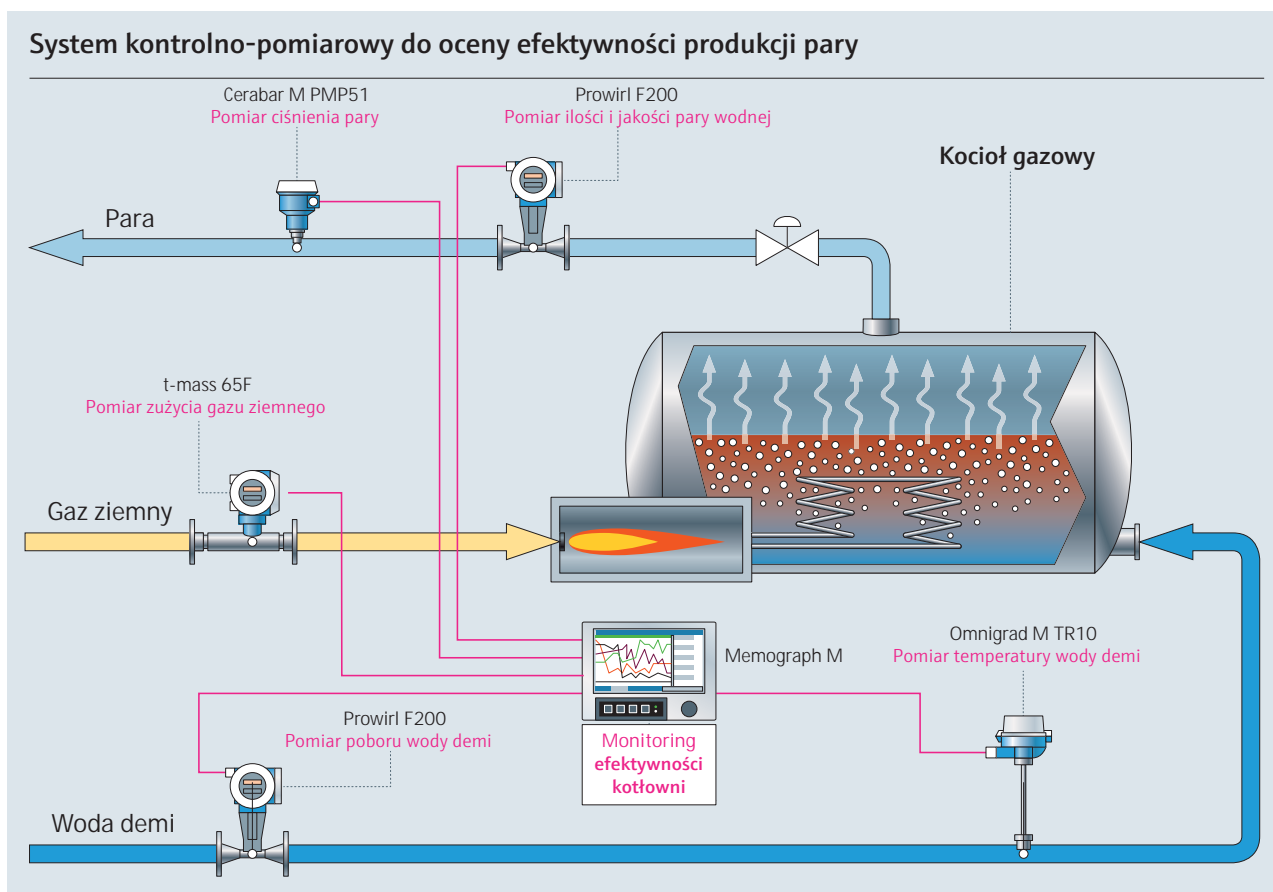 System kontrolno-pomiarowy do oceny efektywności produkcji pary
Cerabar M PMP51
Pomiar ciśnienia pary
Prowirl F200
Pomiar ilości i jakości pary wodnej
Kocioł gazowy
Para
t-mass 65F
Pomiar zużycia gazu ziemnego
Gaz ziemny
Memograph M
Omnigrad M TR10
Pomiar temperatury wody demi
Prowirl F200
Pomiar poboru wody demi
Monitoring
efektywności
kotłowni
Woda demi